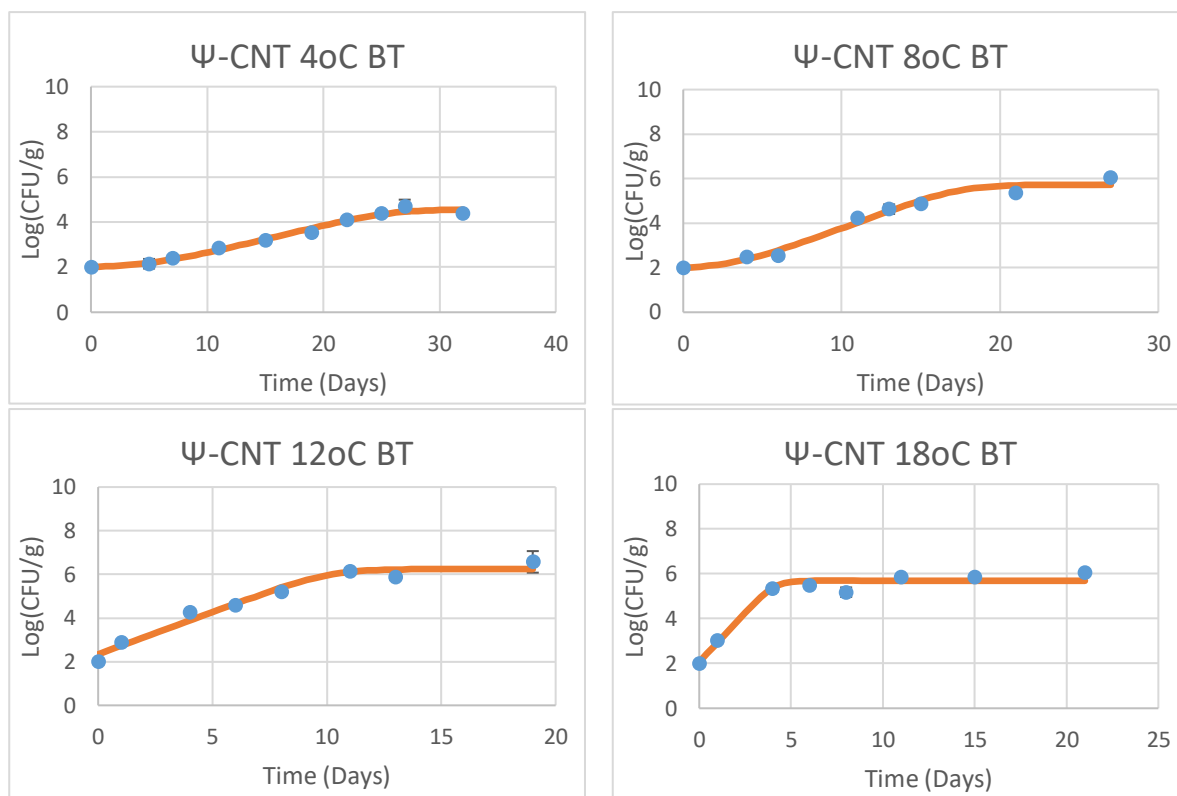 Ψ-CNT 4oC BT
10
8
6
4
2
0
Log(CFU/g)
0 10 20 30 40
Time (Days)
Ψ-CNT 8oC BT
10
8
6
4
2
0
Log(CFU/g)
0 10 20 30
Time (Days)
Ψ-CNT 12oC BT
10
8
6
4
2
0
Log(CFU/g)
0 5 10 15 20
Time (Days)
Ψ-CNT 18oC BT
10
8
6
4
2
0
Log(CFU/g)
0 5 10 15 20 25
Time (Days)